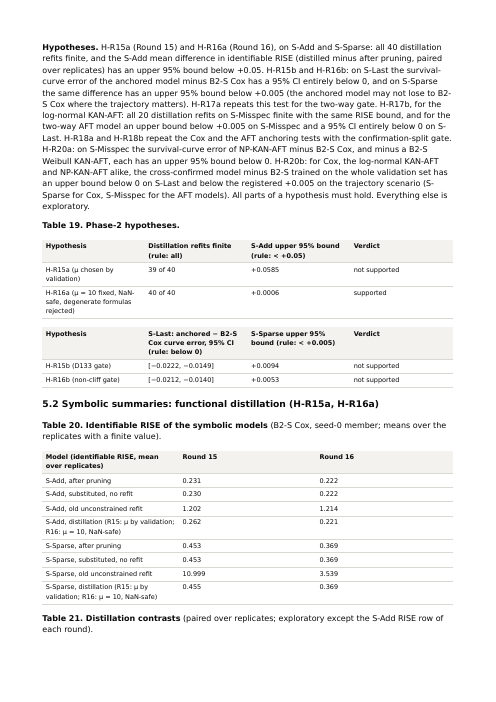 Hypotheses. H-R15a (Round 15) and H-R16a (Round 16), on S-Add and S-Sparse: all 40 distillation
refits finite, and the S-Add mean difference in identifiable RISE (distilled minus after pruning, paired
over replicates) has an upper 95% bound below +0.05. H-R15b and H-R16b: on S-Last the survival-
curve error of the anchored model minus B2-S Cox has a 95% CI entirely below 0, and on S-Sparse
the same difference has an upper 95% bound below +0.005 (the anchored model may not lose to B2-
S Cox where the trajectory matters). H-R17a repeats this test for the two-way gate. H-R17b, for the
log-normal KAN-AFT: all 20 distillation refits on S-Misspec finite with the same RISE bound, and for the
two-way AFT model an upper bound below +0.005 on S-Misspec and a 95% CI entirely below 0 on S-
Last. H-R18a and H-R18b repeat the Cox and the AFT anchoring tests with the confirmation-split gate.
H-R20a: on S-Misspec the survival-curve error of NP-KAN-AFT minus B2-S Cox, and minus a B2-S
Weibull KAN-AFT, each has an upper 95% bound below 0. H-R20b: for Cox, the log-normal KAN-AFT
and NP-KAN-AFT alike, the cross-confirmed model minus B2-S trained on the whole validation set has
an upper bound below 0 on S-Last and below the registered +0.005 on the trajectory scenario (S-
Sparse for Cox, S-Misspec for the AFT models). All parts of a hypothesis must hold. Everything else is
exploratory.
Table 19. Phase-2 hypotheses.
Hypothesis Distillation refits finite (rule: all) S-Add upper 95% bound (rule: < +0.05) Verdict
H-R15a (μ chosen by validation) 39 of 40 +0.0585 not supported
H-R16a (μ = 10 fixed, NaN-safe, degenerate formulas rejected) 40 of 40 +0.0006 supported
Hypothesis S-Last: anchored − B2-S Cox curve error, 95% CI (rule: below 0) S-Sparse upper 95% bound (rule: < +0.005) Verdict
H-R15b (D133 gate) [−0.0222, −0.0149] +0.0094 not supported
H-R16b (non-cliff gate) [−0.0212, −0.0140] +0.0053 not supported
5.2 Symbolic summaries: functional distillation (H-R15a, H-R16a)
Table 20. Identifiable RISE of the symbolic models (B2-S Cox, seed-0 member; means over the
replicates with a finite value).
Model (identifiable RISE, mean over replicates) Round 15 Round 16
S-Add, after pruning 0.231 0.222
S-Add, substituted, no refit 0.230 0.222
S-Add, old unconstrained refit 1.202 1.214
S-Add, distillation (R15: μ by validation; R16: μ = 10, NaN-safe) 0.262 0.221
S-Sparse, after pruning 0.453 0.369
S-Sparse, substituted, no refit 0.453 0.369
S-Sparse, old unconstrained refit 10.999 3.539
S-Sparse, distillation (R15: μ by validation; R16: μ = 10, NaN-safe) 0.455 0.369
Table 21. Distillation contrasts (paired over replicates; exploratory except the S-Add RISE row of
each round).